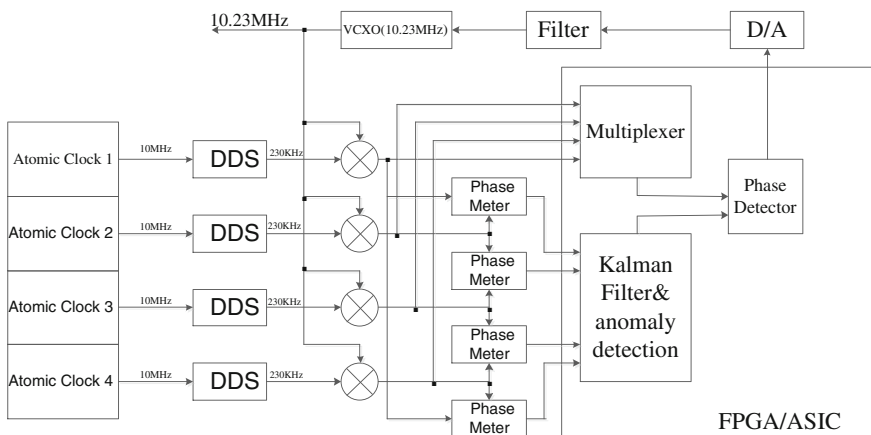 10.23MHz
VCXO(10.23MHz)
Filter
D/A
Multiplexer
Atomic Clock 1
10MHz
DDS
230KHz
Phase
Meter
Phase
Detector
Atomic Clock 2
10MHz
DDS
230KHz
Phase
Meter
Kalman
Filter&
anomaly
detection
Atomic Clock 3
10MHz
DDS
230KHz
Phase
Meter
Atomic Clock 4
10MHz
DDS
230KHz
Phase
Meter
FPGA/ASIC